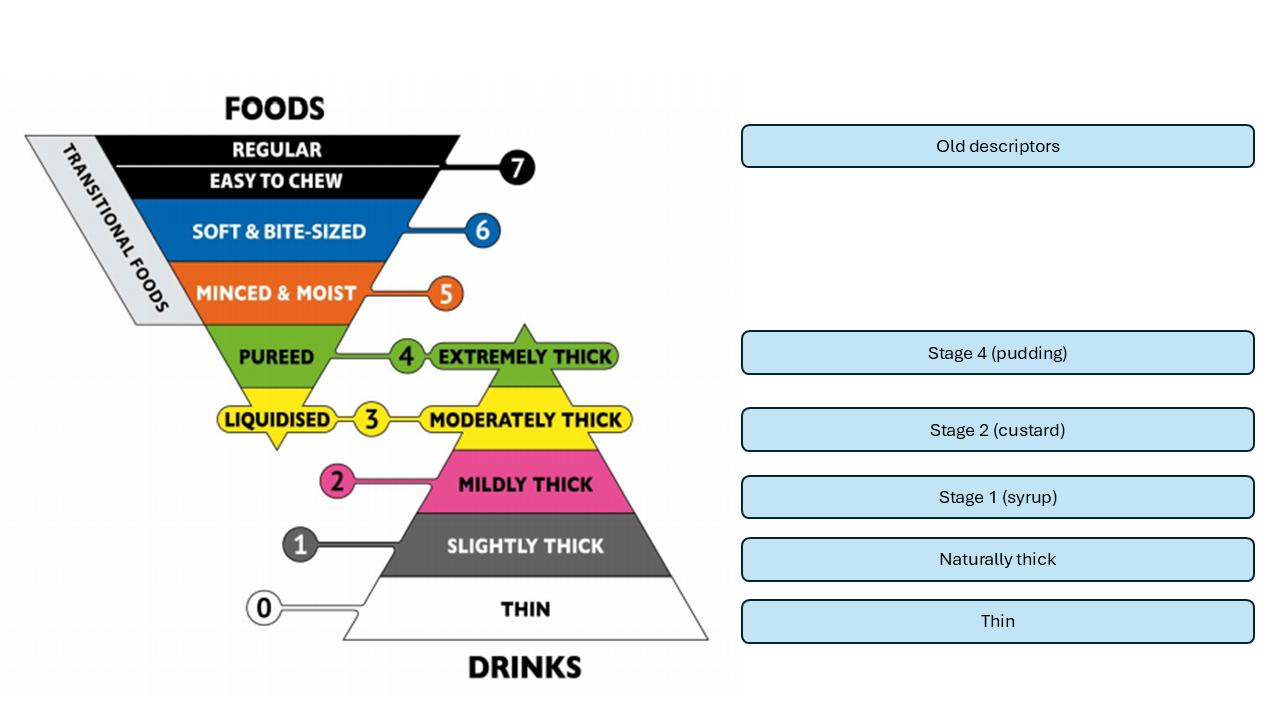 FOODS
TRANSITIONAL FOODS
REGULAR
EASY TO CHEW
7
SOFT & BITE-SIZED
6
MINCED & MOIST
5
PUREED
4
EXTREMELY THICK
LIQUIDISED
3
MODERATELY THICK
2
MILDLY THICK
1
SLIGHTLY THICK
0
THIN
DRINKS
Old descriptors
Stage 4 (pudding)
Stage 2 (custard)
Stage 1 (syrup)
Naturally thick
Thin